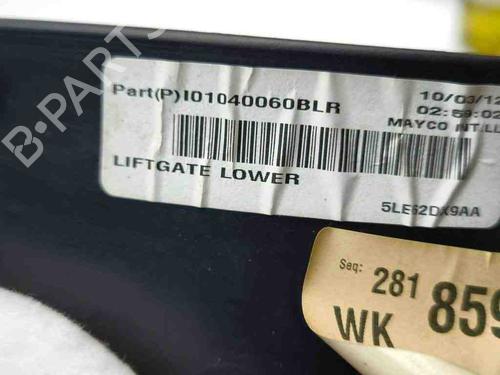 B-PARTS
Part(P)I01040060BLR
10/03/12
02:59:02
MAYCO INT.LL
LIFTGATE LOWER
5LE62DX9AA
Seq: 281 859
WK